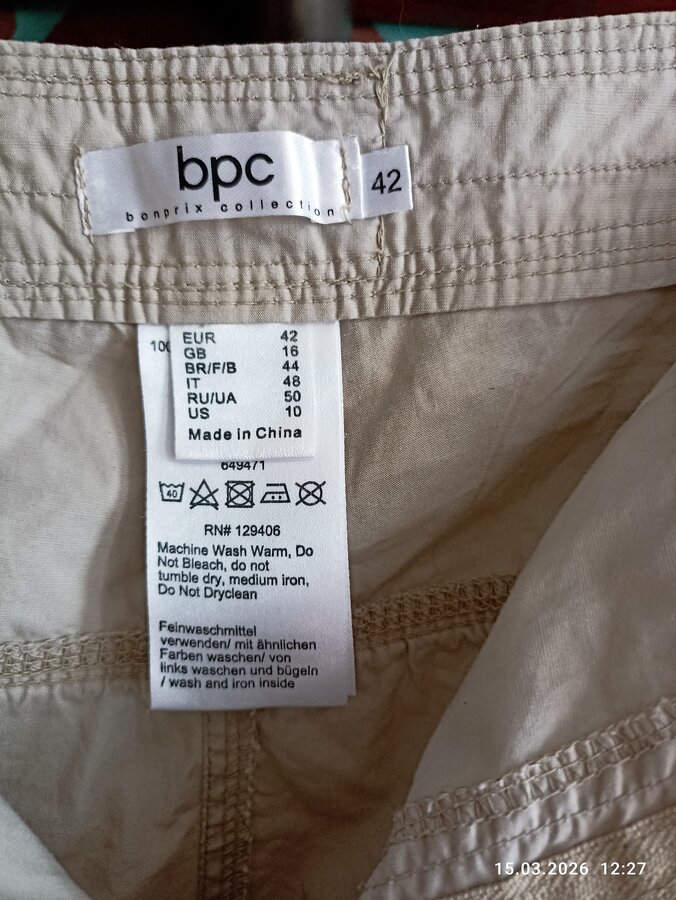 bpc
bonprix collection
42
100
EUR 42
GB 16
BR/F/B 44
IT 48
RU/UA 50
US 10
Made in China
649471
40
RN# 129406
Machine Wash Warm, Do
Not Bleach, do not
tumble dry, medium iron,
Do Not Dryclean
Feinwaschmittel
verwenden/ mit ähnlichen
Farben waschen/ von
links waschen und bügeln
/ wash and iron inside
15.03.2026 12:27